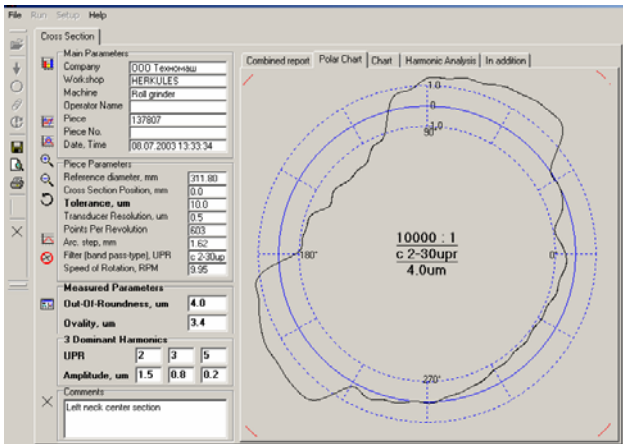 File Run Setup Help
Cross Section
Main Parameters
Company ООО Техномаш
Workshop HERKULES
Machine Roll grinder
Operator Name
Piece 137807
Piece No.
Date, Time 08.07.2003 13:33:34
Piece Parameters
Reference diameter, mm 311.80
Cross Section Position, mm 0.0
Tolerance, um 10.0
Transducer Resolution, um 0.5
Points Per Revolution 603
Arc. step, mm 1.62
Filter (band pass-type), UPR c 2-30up
Speed of Rotation, RPM 9.95
Measured Parameters
Out-Of-Roundness, um 4.0
Ovality, um 3.4
3 Dominant Harmonics
UPR 2 3 5
Amplitude, um 1.5 0.8 0.2
Comments
Left neck center section
Combined report Polar Chart Chart Harmonic Analysis In addition
1.0
0
1.0
90°
180°
0°
10000 : 1
c 2-30upr
4.0um
270°